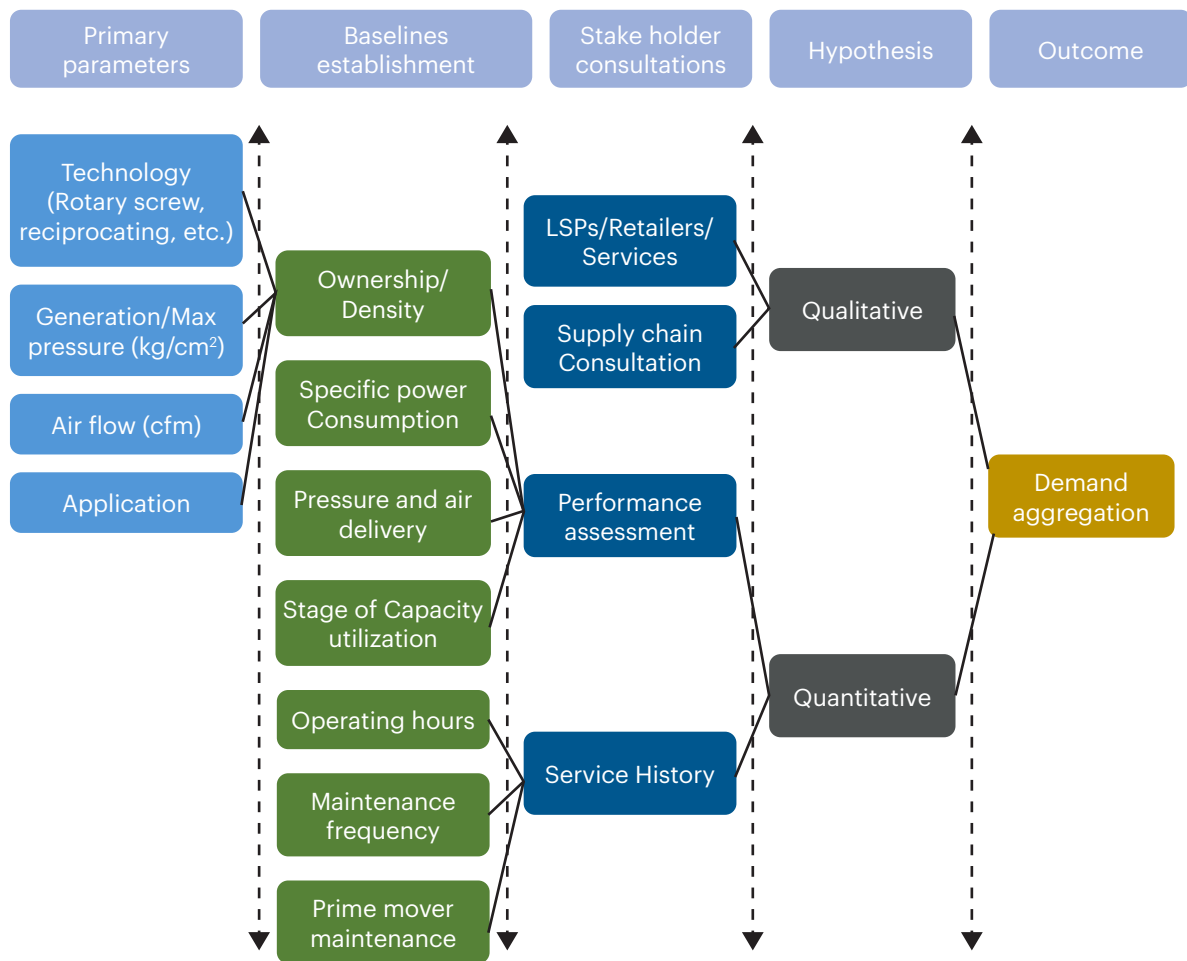 Primary
parameters
Baselines
establishment
Stake holder
consultations
Hypothesis
Outcome
Technology
(Rotary screw,
reciprocating, etc.)
Generation/Max
pressure (kg/cm²)
Air flow (cfm)
Application
Ownership/
Density
Specific power
Consumption
Pressure and air
delivery
Stage of Capacity
utilization
Operating hours
Maintenance
frequency
Prime mover
maintenance
LSPs/Retailers/
Services
Supply chain
Consultation
Performance
assessment
Service History
Qualitative
Quantitative
Demand
aggregation